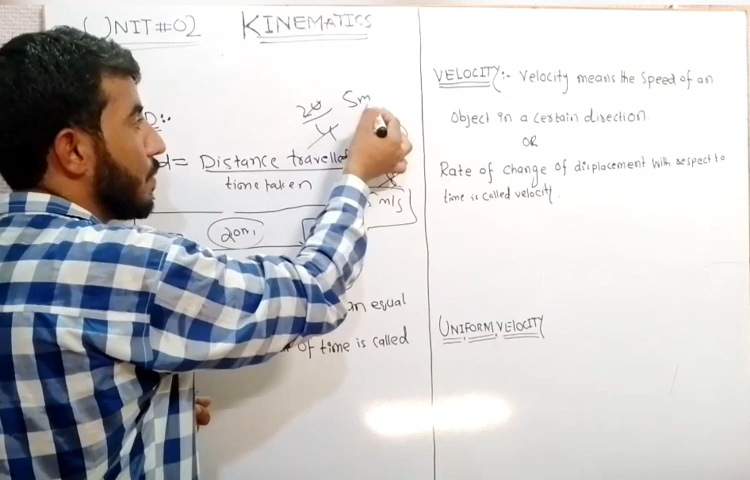 UNIT#02
KINEMATICS
D:-
20
4
5m
d= Distance travelled
time taken
m/s
20m
an equal
of time is called
VELOCITY:- Velocity means the speed of an
Object in a certain direction
OR
Rate of change of displacement with respect to
time is called velocity.
UNIFORM VELOCITY